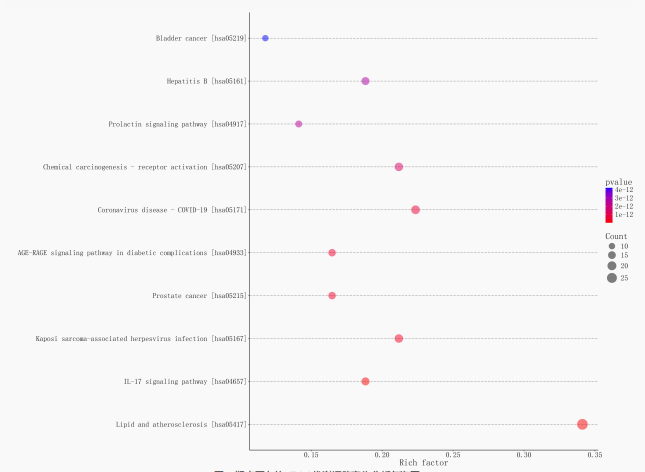 Bladder cancer [hsa05219]
Hepatitis B [hsa05161]
Prolactin signaling pathway [hsa04917]
Chemical carcinogenesis - receptor activation [hsa05207]
Coronavirus disease - COVID-19 [hsa05171]
AGE-RAGE signaling pathway in diabetic complications [hsa04933]
Prostate cancer [hsa05215]
Kaposi sarcoma-associated herpesvirus infection [hsa05167]
IL-17 signaling pathway [hsa04657]
Lipid and atherosclerosis [hsa05417]
0.15 0.20 0.25 0.30 0.35
Rich factor
pvalue
4e-12
3e-12
2e-12
1e-12
Count
10
15
20
25